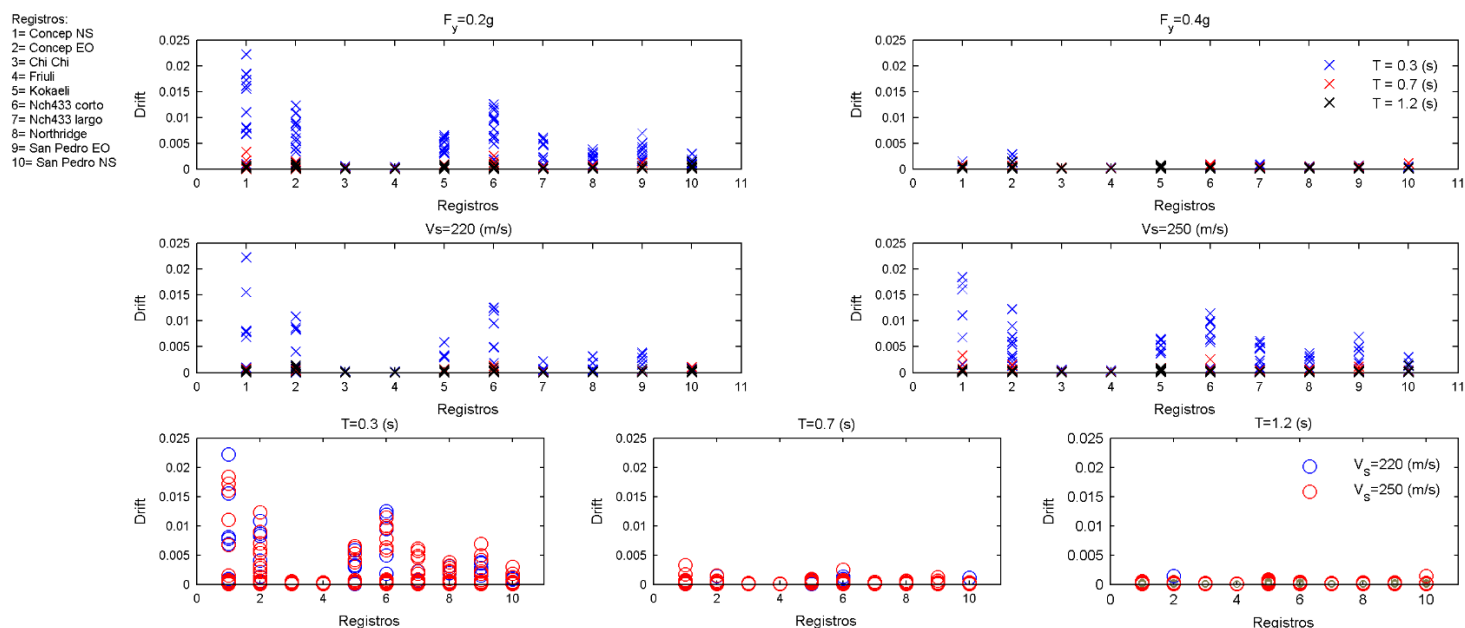 Registros:
1= Concep NS
2= Concep EO
3= Chi Chi
4= Friuli
5= Kokaeli
6= Nch433 corto
7= Nch433 largo
8= Northridge
9= San Pedro EO
10= San Pedro NS
F_y=0.2g
0.025
0.02
0.015
0.01
0.005
0
Drift
0 1 2 3 4 5 6 7 8 9 10 11
Registros
F_y=0.4g
0.025
0.02
0.015
0.01
0.005
0
Drift
T = 0.3 (s)
T = 0.7 (s)
T = 1.2 (s)
0 1 2 3 4 5 6 7 8 9 10 11
Registros
Vs=220 (m/s)
0.025
0.02
0.015
0.01
0.005
0
Drift
0 1 2 3 4 5 6 7 8 9 10 11
Registros
Vs=250 (m/s)
0.025
0.02
0.015
0.01
0.005
0
Drift
0 1 2 3 4 5 6 7 8 9 10 11
Registros
T=0.3 (s)
0.025
0.02
0.015
0.01
0.005
0
Drift
0 2 4 6 8 10
Registros
T=0.7 (s)
0.025
0.02
0.015
0.01
0.005
0
Drift
0 2 4 6 8 10
Registros
T=1.2 (s)
0.025
0.02
0.015
0.01
0.005
0
Drift
V_s=220 (m/s)
V_s=250 (m/s)
0 2 4 6 8 10
Registros